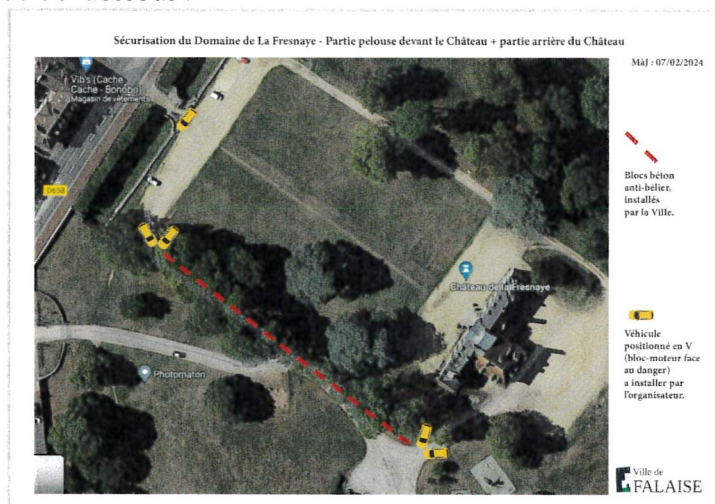 Sécurisation du Domaine de La Fresnaye - Partie pelouse devant le Château + partie arrière du Château
MàJ : 07/02/2024
Vib's (Cache
Cache - Bonobo)
Magasin de vêtements
D658
Château de la Fresnaye
Photomaton
Blocs béton
anti-bélier,
installés
par la Ville.
Véhicule
positionné en V
(bloc-moteur face
au danger)
a installer par
l'organisateur.
Ville de
FALAISE